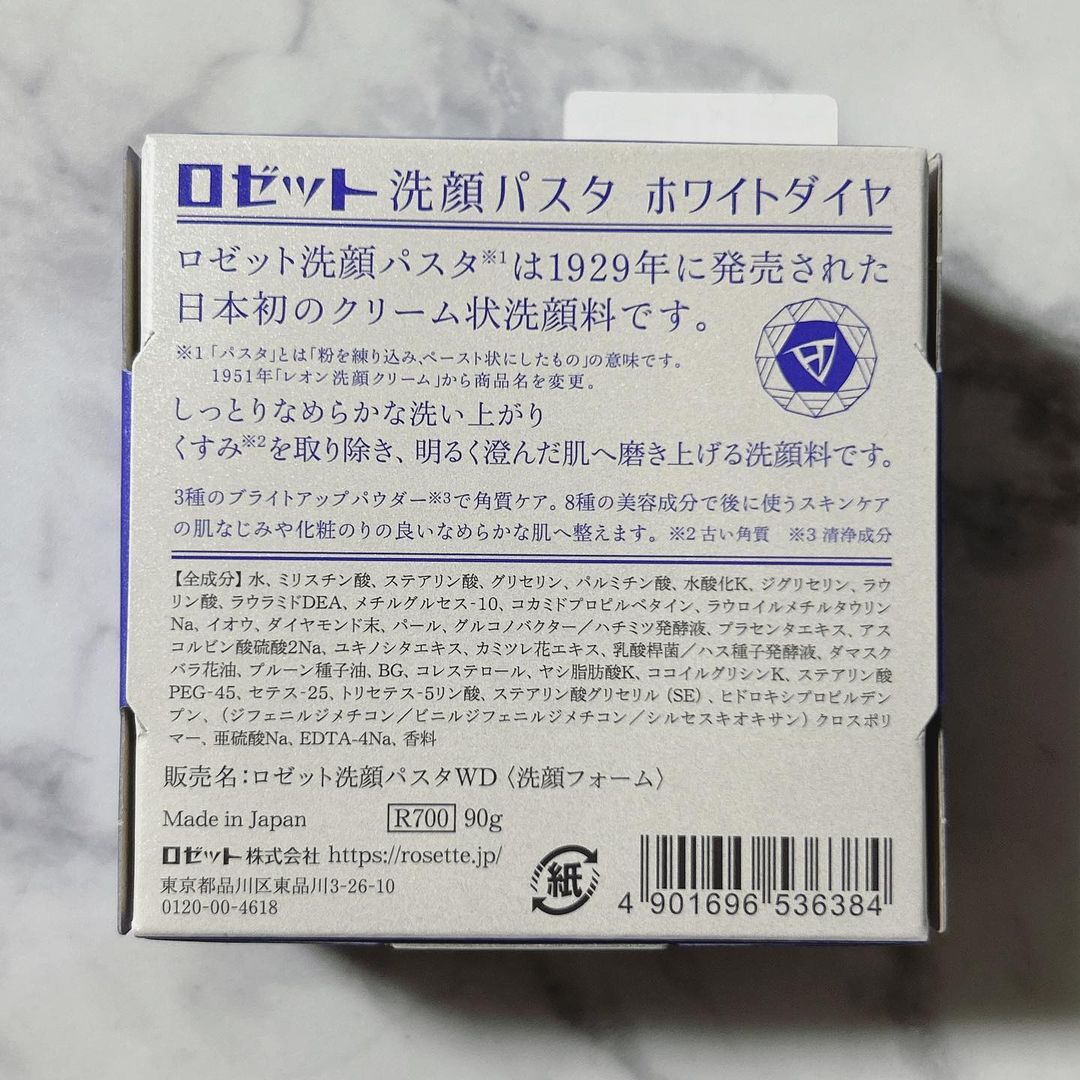 ロゼット 洗顔パスタ ホワイトダイヤ
ロゼット洗顔パスタ※1は1929年に発売された
日本初のクリーム状洗顔料です。
※1「パスタ」とは「粉を練り込み、ペースト状にしたもの」の意味です。
1951年「レオン洗顔クリーム」から商品名を変更。
しっとりなめらかな洗い上がり
くすみ※2を取り除き、明るく澄んだ肌へ磨き上げる洗顔料です。
3種のブライトアップパウダー※3で角質ケア。8種の美容成分で後に使うスキンケア
の肌なじみや化粧のりの良いなめらかな肌へ整えます。※2 古い角質 ※3 清浄成分
【全成分】水、ミリスチン酸、ステアリン酸、グリセリン、パルミチン酸、水酸化K、ジグリセリン、ラウ
リン酸、ラウラミドDEA、メチルグルセス-10、コカミドプロピルベタイン、ラウロイルメチルタウリン
Na、イオウ、ダイヤモンド末、パール、グルコノバクター／ハチミツ発酵液、プラセンタエキス、アス
コルビン酸硫酸2Na、ユキノシタエキス、カミツレ花エキス、乳酸桿菌／ハス種子発酵液、ダマスク
バラ花油、プルーン種子油、BG、コレステロール、ヤシ脂肪酸K、ココイルグリシンK、ステアリン酸
PEG-45、セテス-25、トリセテス-5リン酸、ステアリン酸グリセリル（SE）、ヒドロキシプロピルデン
プン、（ジフェニルジメチコン／ビニルジフェニルジメチコン／シルセスキオキサン）クロスポリ
マー、亜硫酸Na、EDTA-4Na、香料
販売名：ロゼット洗顔パスタWD〈洗顔フォーム〉
Made in Japan R700 90g
ロゼット株式会社 https://rosette.jp/
東京都品川区東品川3-26-10
0120-00-4618
紙
4 901696 536384